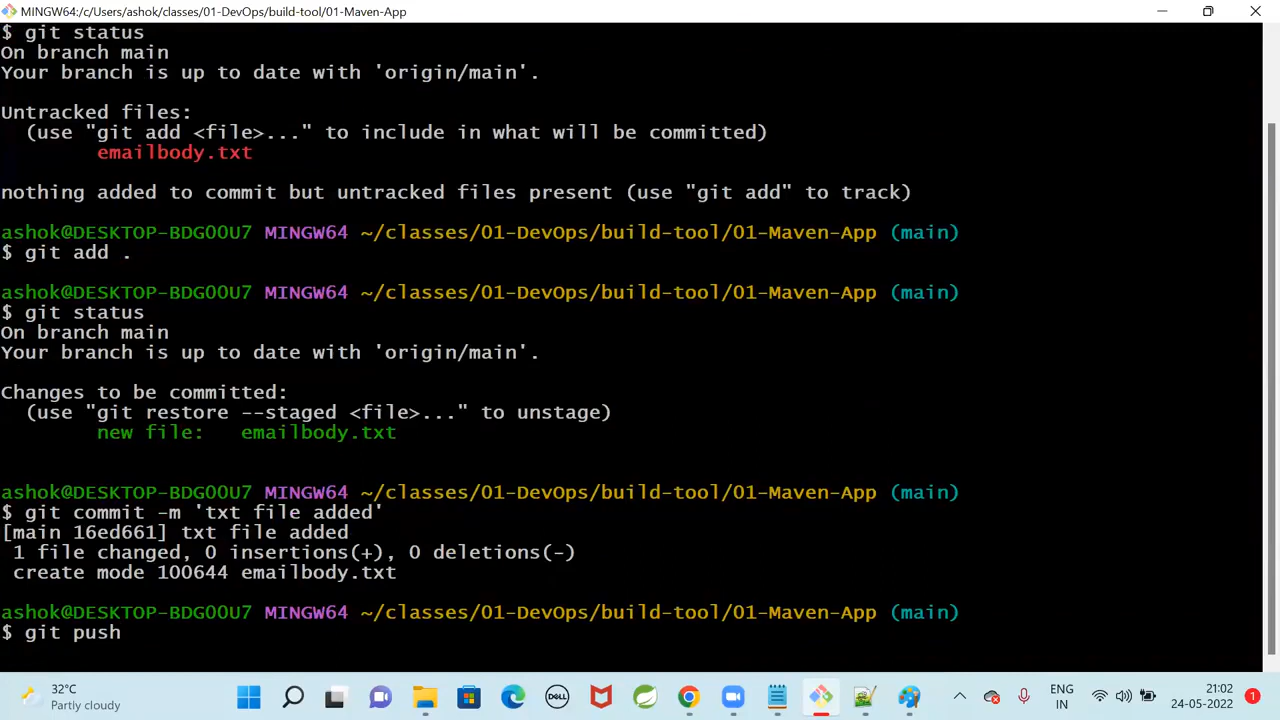 MINGW64:/c/Users/ashok/classes/01-DevOps/build-tool/01-Maven-App
$ git status
On branch main
Your branch is up to date with 'origin/main'.
Untracked files:
(use "git add <file>..." to include in what will be committed)
emailbody.txt
nothing added to commit but untracked files present (use "git add" to track)
ashok@DESKTOP-BDG00U7 MINGW64 ~/classes/01-DevOps/build-tool/01-Maven-App (main)
$ git add .
ashok@DESKTOP-BDG00U7 MINGW64 ~/classes/01-DevOps/build-tool/01-Maven-App (main)
$ git status
On branch main
Your branch is up to date with 'origin/main'.
Changes to be committed:
(use "git restore --staged <file>..." to unstage)
new file:   emailbody.txt
ashok@DESKTOP-BDG00U7 MINGW64 ~/classes/01-DevOps/build-tool/01-Maven-App (main)
$ git commit -m 'txt file added'
[main 16ed661] txt file added
1 file changed, 0 insertions(+), 0 deletions(-)
create mode 100644 emailbody.txt
ashok@DESKTOP-BDG00U7 MINGW64 ~/classes/01-DevOps/build-tool/01-Maven-App (main)
$ git push
32°C
Partly cloudy
DELL
ENG
IN
21:02
24-05-2022
1